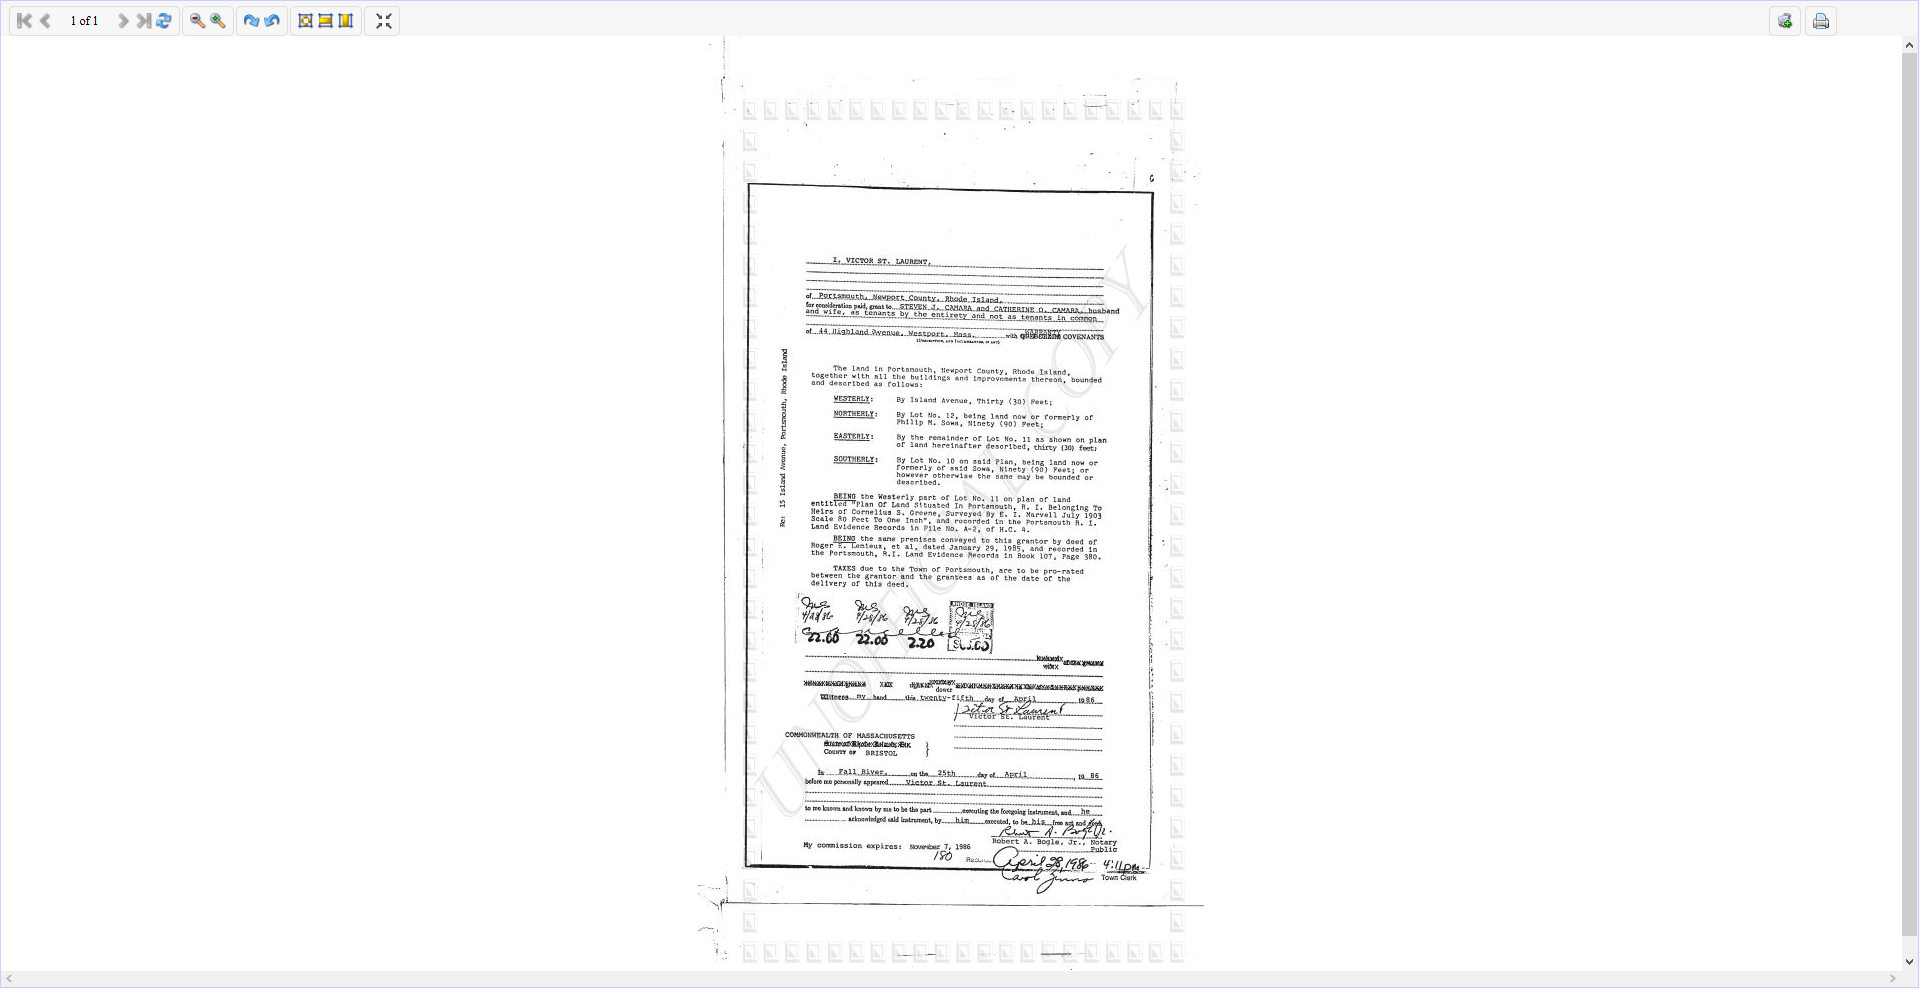 1 of 1
I, VICTOR ST. LAURENT,
of Portsmouth, Newport County, Rhode Island,
for consideration paid, grant to STEVEN J. CAMARA and CATHERINE O. CAMARA, husband
and wife, as tenants by the entirety and not as tenants in common
WARRANTY
of 44 Highland Avenue, Westport, Mass. with COVENANTS
Re: 15 Island Avenue, Portsmouth, Rhode Island
The land in Portsmouth, Newport County, Rhode Island,
together with all the buildings and improvements thereon, bounded
and described as follows:
WESTERLY: By Island Avenue, Thirty (30) Feet;
NORTHERLY: By Lot No. 12, being land now or formerly of
Philip M. Sowa, Ninety (90) Feet;
EASTERLY: By the remainder of Lot No. 11 as shown on plan
of land hereinafter described, thirty (30) feet;
SOUTHERLY: By Lot No. 10 on said Plan, being land now or
formerly of said Sowa, Ninety (90) Feet; or
however otherwise the same may be bounded or
described.
BEING the Westerly part of Lot No. 11 on plan of land
entitled "Plan Of Land Situated In Portsmouth, R. I. Belonging To
Heirs of Cornelius S. Greene, Surveyed By E. I. Marvell July 1903
Scale 80 Feet To One Inch", and recorded in the Portsmouth R. I.
Land Evidence Records in File No. A-2, of H.C. 4.
BEING the same premises conveyed to this grantor by deed of
Roger E. Lemieux, et al, dated January 29, 1985, and recorded in
the Portsmouth, R.I. Land Evidence Records in Book 107, Page 380.
TAXES due to the Town of Portsmouth, are to be pro-rated
between the grantor and the grantees as of the date of the
delivery of this deed.
RHODE ISLAND
4/28/86 4/28/86 4/28/86 4/28/86
Cancelled
22.00 22.00 2.20
dower
Witness my hand this twenty-fifth day of April 1986
Victor St Laurent
Victor St. Laurent
COMMONWEALTH OF MASSACHUSETTS
COUNTY OF BRISTOL
In Fall River, on the 25th day of April , 1986
before me personally appeared Victor St. Laurent
to me known and known by me to be the part executing the foregoing instrument, and he
acknowledged said instrument, by him executed, to be his free act and deed.
Robert A. Bogle, Jr., Notary
Public
My commission expires: November 7, 1986
180
April 28, 1986 4:11pm
Town Clerk
UNOFFICIAL COPY